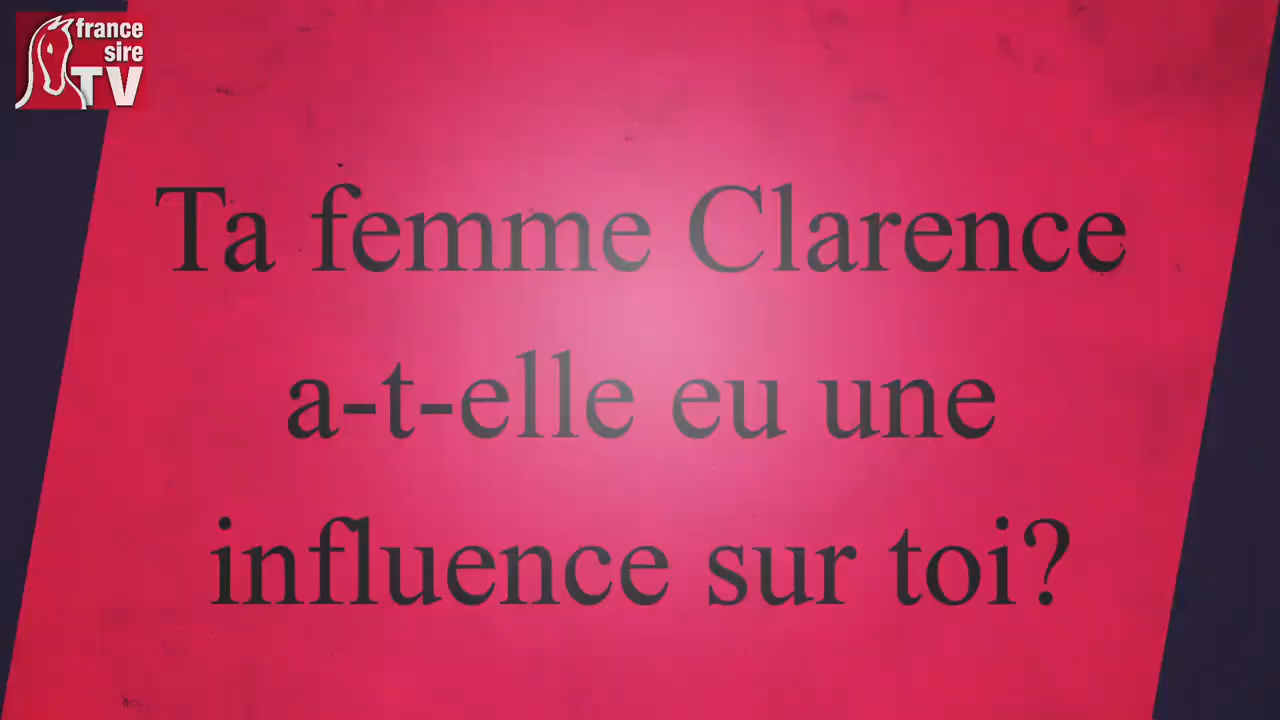 france
sire
TV
Ta femme Clarence
a-t-elle eu une
influence sur toi?